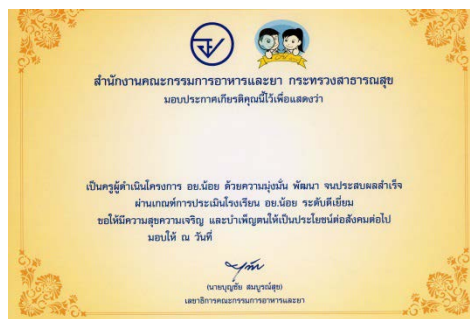 สำนักงานคณะกรรมการอาหารและยา กระทรวงสาธารณสุข
มอบประกาศเกียรติคุณนี้ไว้เพื่อแสดงว่า
เป็นครูผู้ดำเนินโครงการ อย.น้อย ด้วยความมุ่งมั่น พัฒนา จนประสบผลสำเร็จ
ผ่านเกณฑ์การประเมินโรงเรียน อย.น้อย ระดับดีเยี่ยม
ขอให้มีความสุขความเจริญ และบำเพ็ญตนให้เป็นประโยชน์ต่อสังคมต่อไป
มอบให้ ณ วันที่
(นายบุญชัย สมบูรณ์สุข)
เลขาธิการคณะกรรมการอาหารและยา